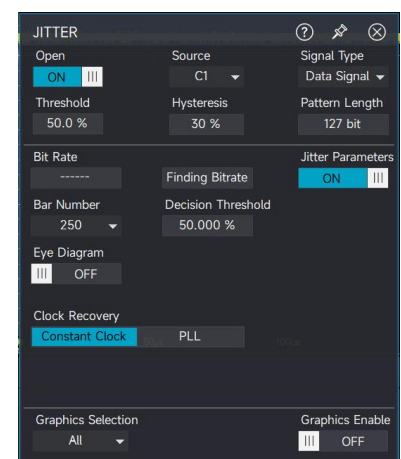 JITTER
Open Source Signal Type
ON C1 Data Signal
Threshold Hysteresis Pattern Length
50.0 % 30 % 127 bit
Bit Rate Jitter Parameters
------ Finding Bitrate ON
Bar Number Decision Threshold
250 50.000 %
Eye Diagram
OFF
Clock Recovery
Constant Clock PLL
Graphics Selection Graphics Enable
All OFF